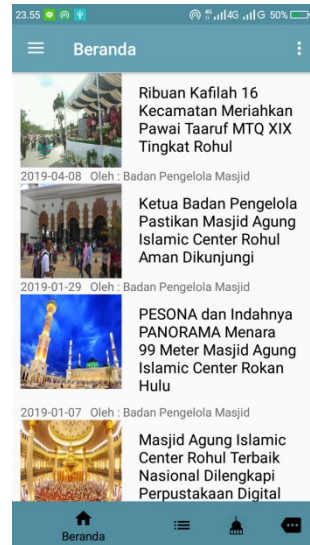 23.55 4G G 50%
Beranda
Ribuan Kafilah 16
Kecamatan Meriahkan
Pawai Taaruf MTQ XIX
Tingkat Rohul
2019-04-08 Oleh : Badan Pengelola Masjid
Ketua Badan Pengelola
Pastikan Masjid Agung
Islamic Center Rohul
Aman Dikunjungi
2019-01-29 Oleh : Badan Pengelola Masjid
PESONA dan Indahnya
PANORAMA Menara
99 Meter Masjid Agung
Islamic Center Rokan
Hulu
2019-01-07 Oleh : Badan Pengelola Masjid
Masjid Agung Islamic
Center Rohul Terbaik
Nasional Dilengkapi
Perpustakaan Digital
Beranda